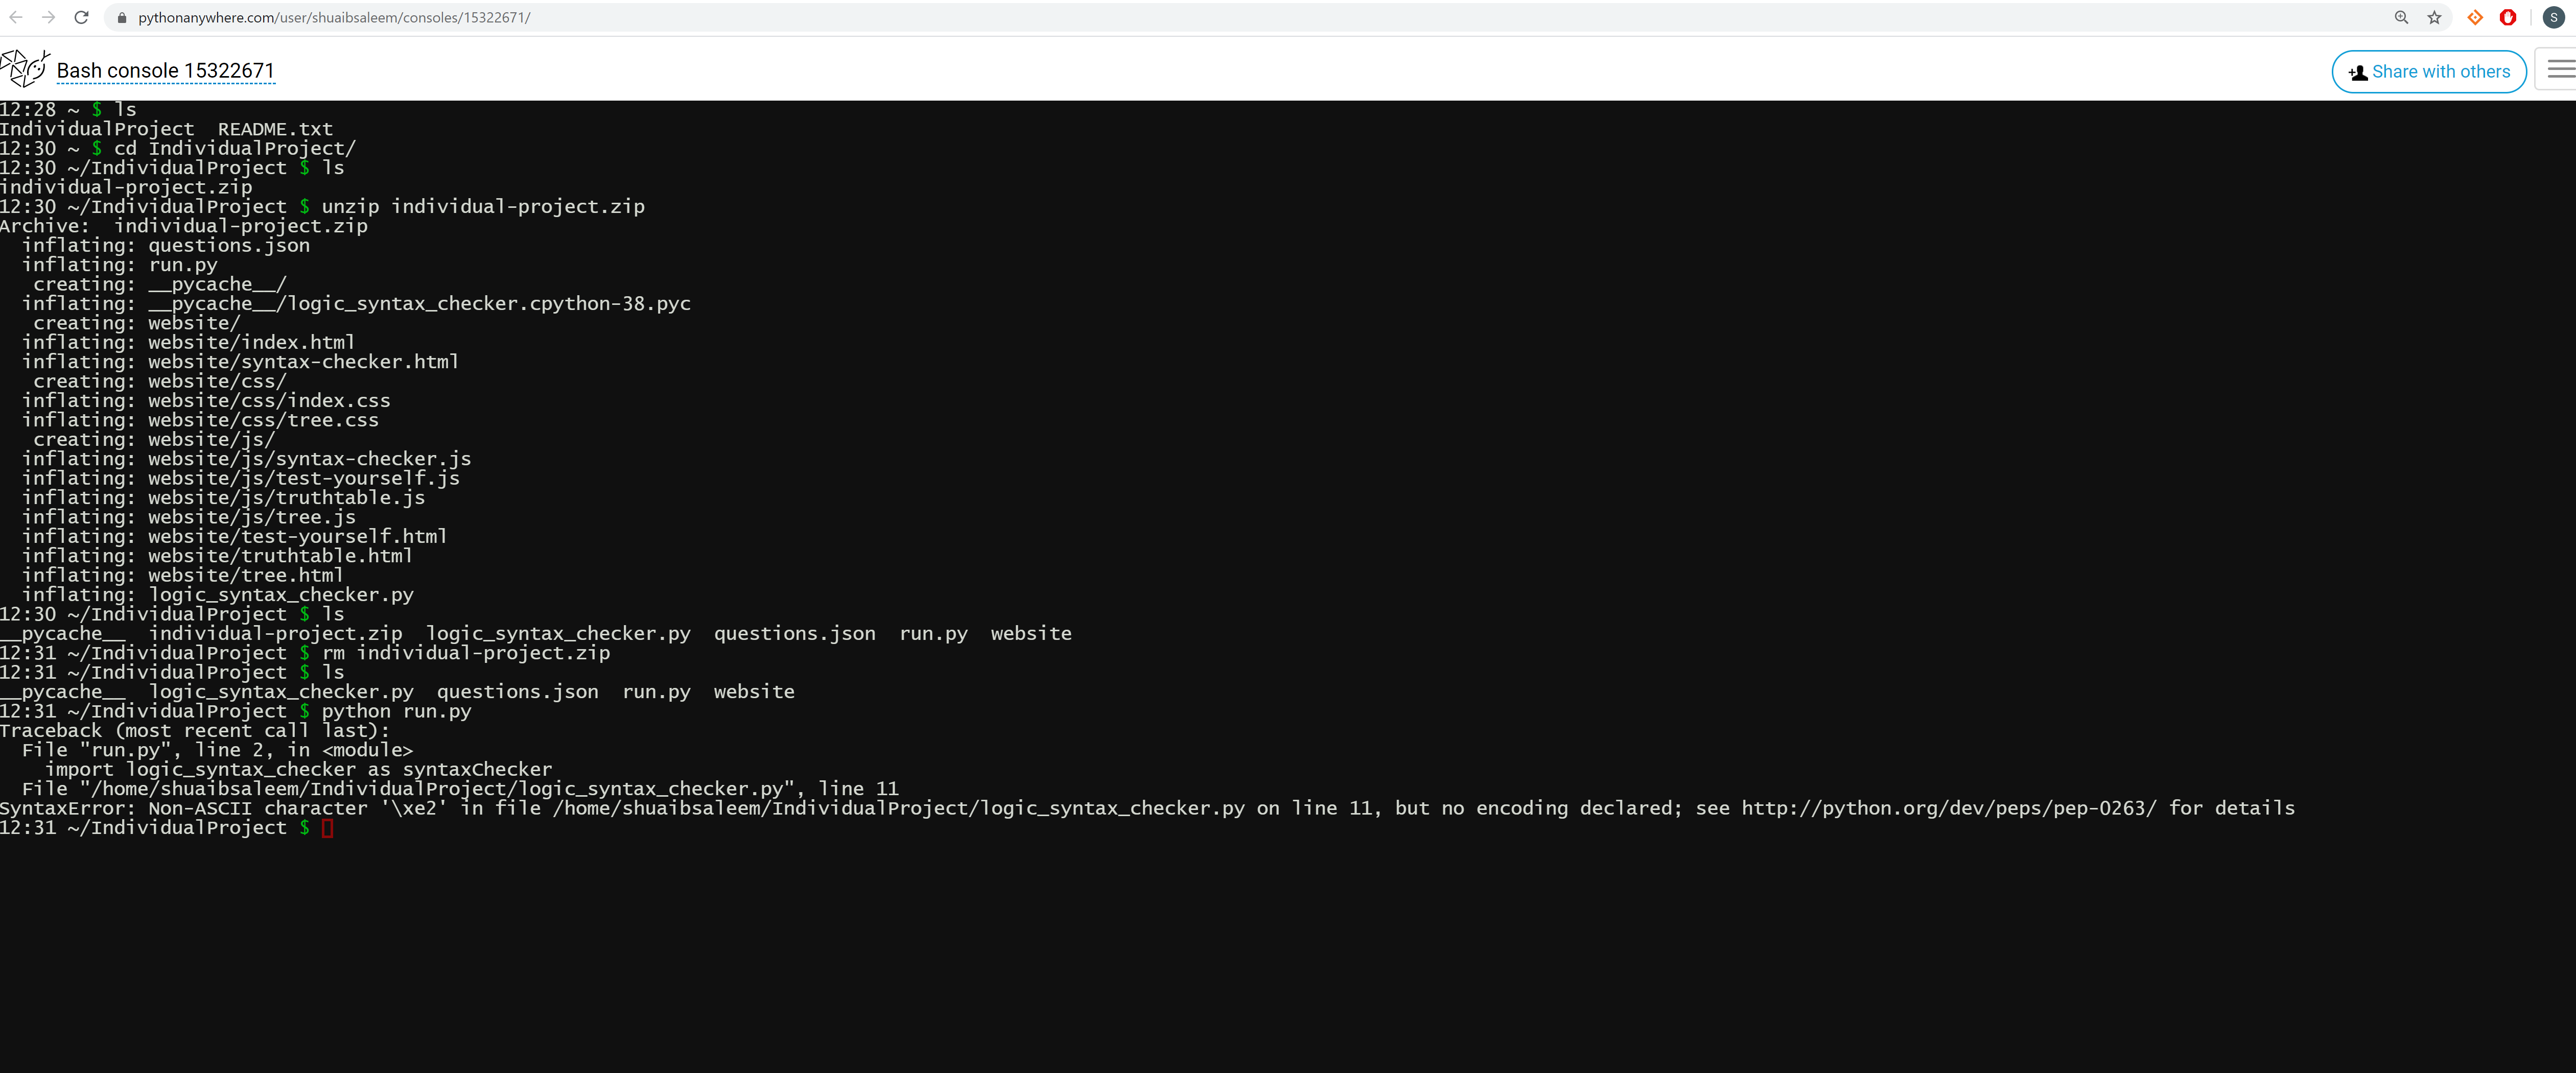 pythonanywhere.com/user/shuaibsaleem/consoles/15322671/
S
Bash console 15322671
Share with others
12:28 ~ $ ls
IndividualProject  README.txt
12:30 ~ $ cd IndividualProject/
12:30 ~/IndividualProject $ ls
individual-project.zip
12:30 ~/IndividualProject $ unzip individual-project.zip
Archive:  individual-project.zip
  inflating: questions.json
  inflating: run.py
   creating: __pycache__/
  inflating: __pycache__/logic_syntax_checker.cpython-38.pyc
   creating: website/
  inflating: website/index.html
  inflating: website/syntax-checker.html
   creating: website/css/
  inflating: website/css/index.css
  inflating: website/css/tree.css
   creating: website/js/
  inflating: website/js/syntax-checker.js
  inflating: website/js/test-yourself.js
  inflating: website/js/truthtable.js
  inflating: website/js/tree.js
  inflating: website/test-yourself.html
  inflating: website/truthtable.html
  inflating: website/tree.html
  inflating: logic_syntax_checker.py
12:30 ~/IndividualProject $ ls
__pycache__  individual-project.zip  logic_syntax_checker.py  questions.json  run.py  website
12:31 ~/IndividualProject $ rm individual-project.zip
12:31 ~/IndividualProject $ ls
__pycache__  logic_syntax_checker.py  questions.json  run.py  website
12:31 ~/IndividualProject $ python run.py
Traceback (most recent call last):
  File "run.py", line 2, in <module>
    import logic_syntax_checker as syntaxChecker
  File "/home/shuaibsaleem/IndividualProject/logic_syntax_checker.py", line 11
SyntaxError: Non-ASCII character '\xe2' in file /home/shuaibsaleem/IndividualProject/logic_syntax_checker.py on line 11, but no encoding declared; see http://python.org/dev/peps/pep-0263/ for details
12:31 ~/IndividualProject $